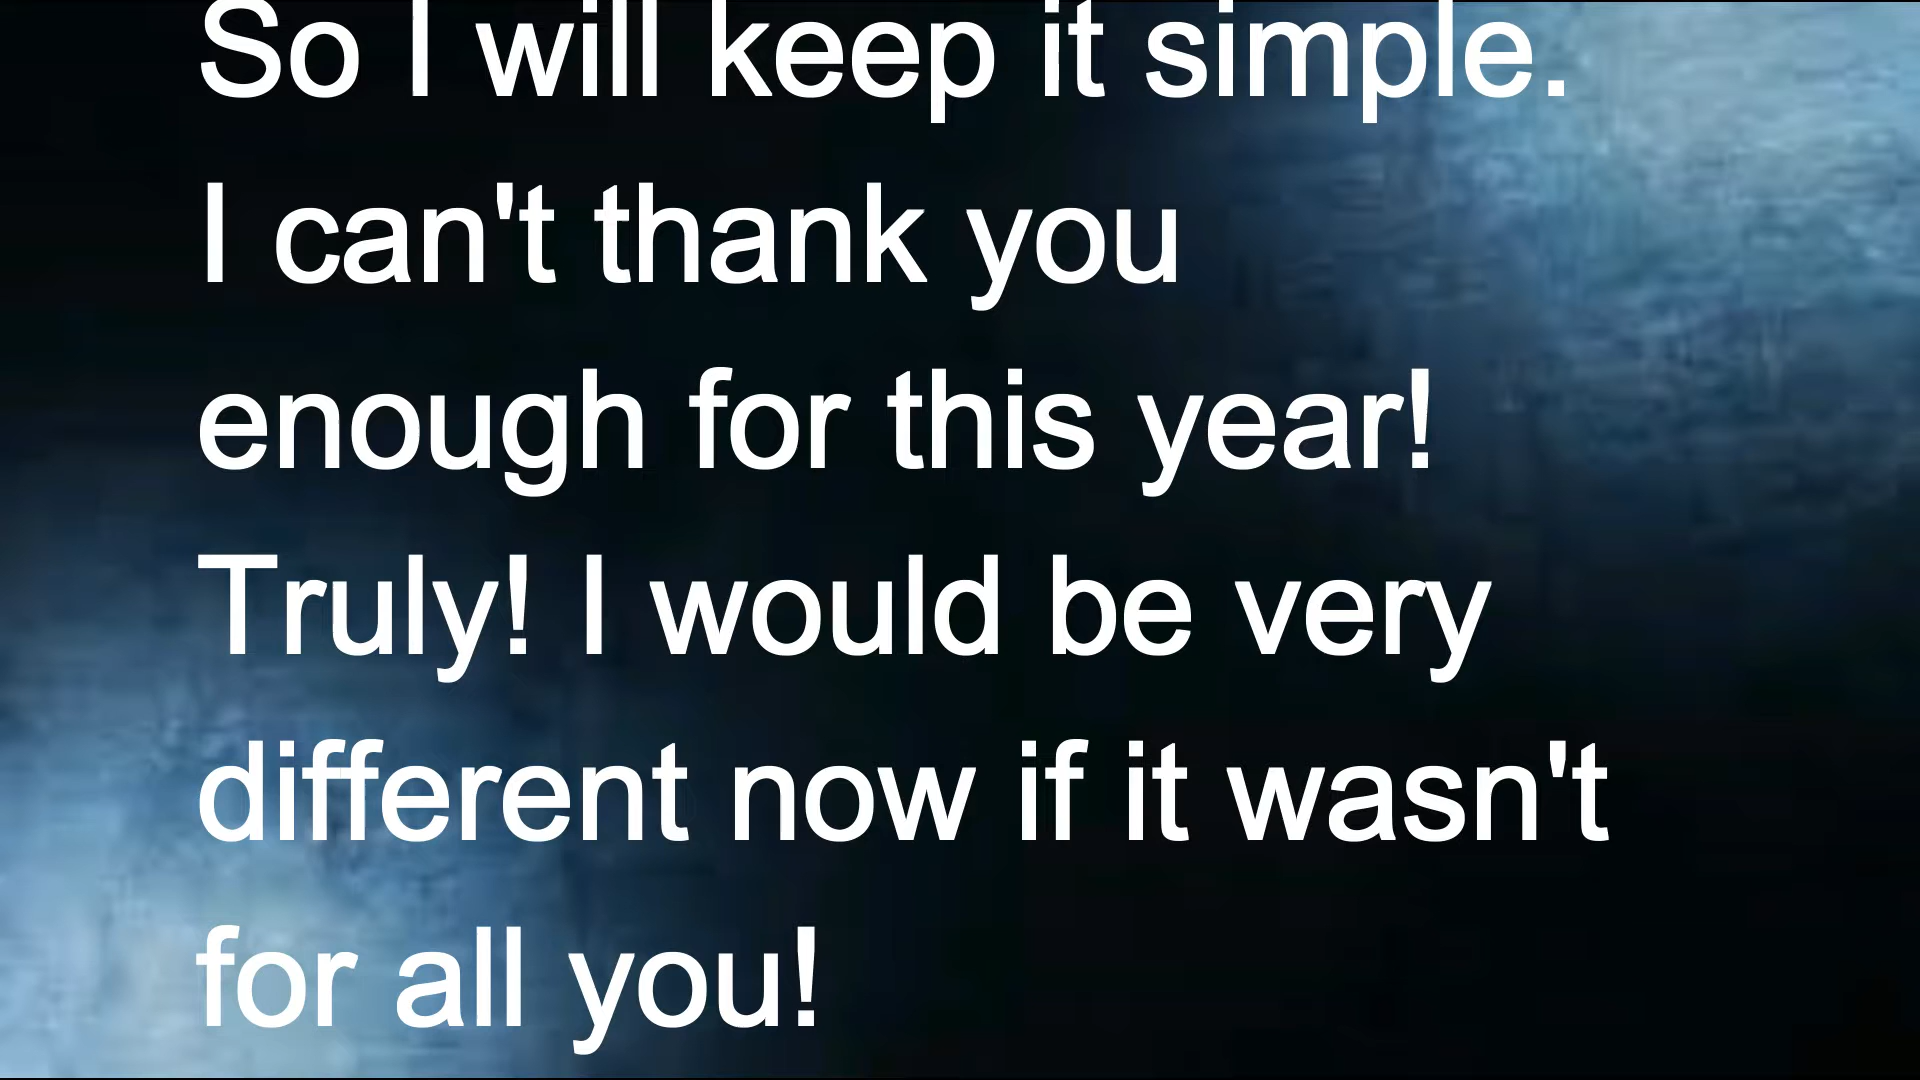 So I will keep it simple.
I can't thank you
enough for this year!
Truly! I would be very
different now if it wasn't
for all you!